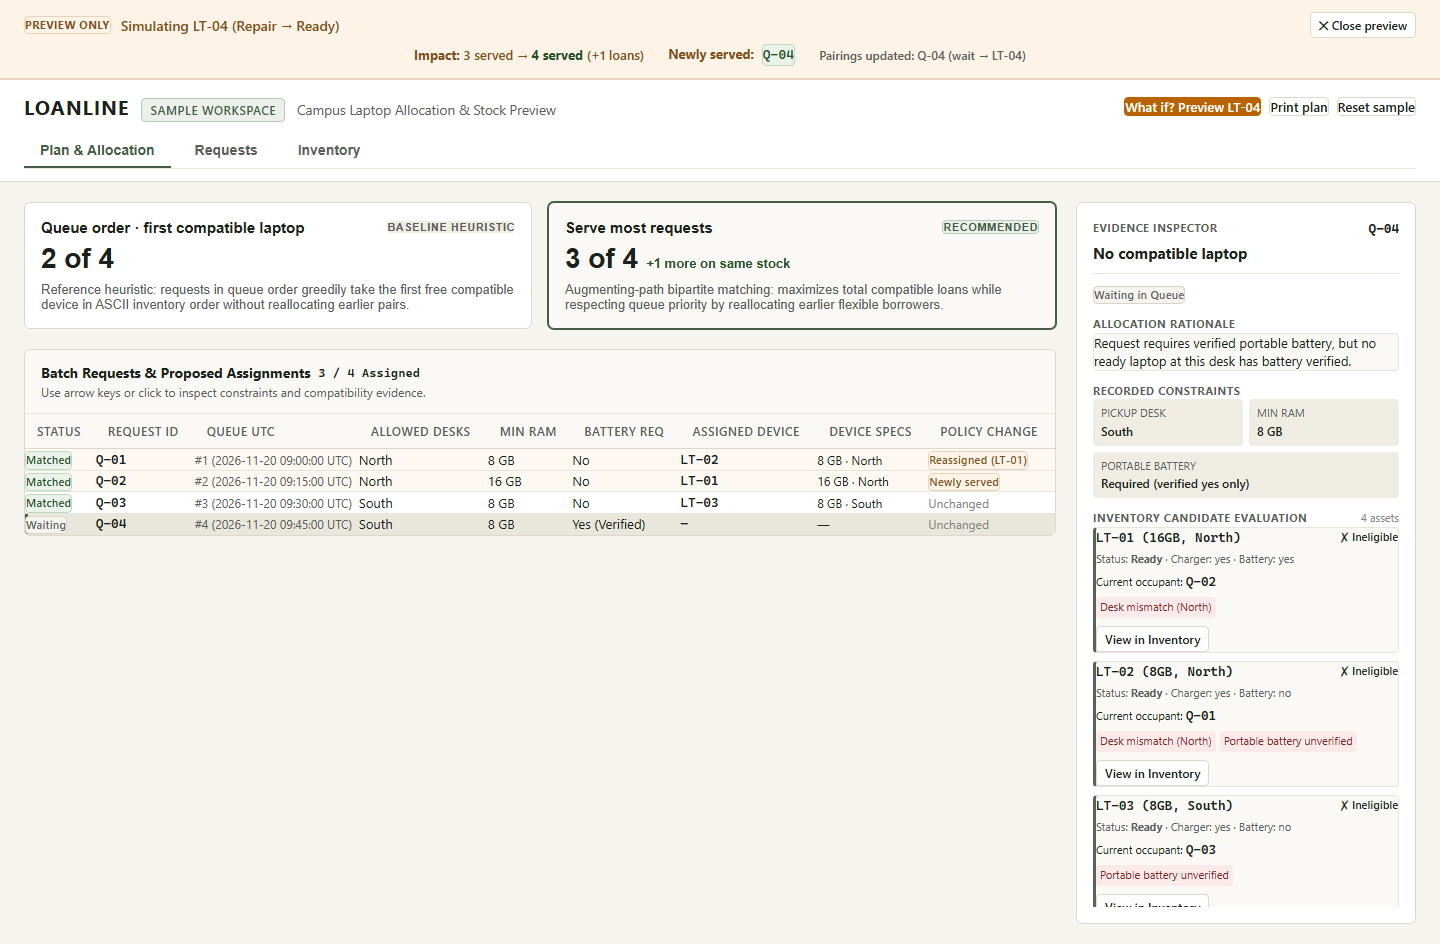 PREVIEW ONLY Simulating LT-04 (Repair → Ready)
✕ Close preview
Impact: 3 served → 4 served (+1 loans) Newly served: Q-04 Pairings updated: Q-04 (wait → LT-04)
LOANLINE SAMPLE WORKSPACE Campus Laptop Allocation & Stock Preview
What if? Preview LT-04 Print plan Reset sample
Plan & Allocation Requests Inventory
Queue order · first compatible laptop BASELINE HEURISTIC
2 of 4
Reference heuristic: requests in queue order greedily take the first free compatible
device in ASCII inventory order without reallocating earlier pairs.
Serve most requests RECOMMENDED
3 of 4 +1 more on same stock
Augmenting-path bipartite matching: maximizes total compatible loans while
respecting queue priority by reallocating earlier flexible borrowers.
Batch Requests & Proposed Assignments 3 / 4 Assigned
Use arrow keys or click to inspect constraints and compatibility evidence.
STATUS REQUEST ID QUEUE UTC ALLOWED DESKS MIN RAM BATTERY REQ ASSIGNED DEVICE DEVICE SPECS POLICY CHANGE
Matched Q-01 #1 (2026-11-20 09:00:00 UTC) North 8 GB No LT-02 8 GB · North Reassigned (LT-01)
Matched Q-02 #2 (2026-11-20 09:15:00 UTC) North 16 GB No LT-01 16 GB · North Newly served
Matched Q-03 #3 (2026-11-20 09:30:00 UTC) South 8 GB No LT-03 8 GB · South Unchanged
Waiting Q-04 #4 (2026-11-20 09:45:00 UTC) South 8 GB Yes (Verified) — — Unchanged
EVIDENCE INSPECTOR Q-04
No compatible laptop
Waiting in Queue
ALLOCATION RATIONALE
Request requires verified portable battery, but no
ready laptop at this desk has battery verified.
RECORDED CONSTRAINTS
PICKUP DESK MIN RAM
South 8 GB
PORTABLE BATTERY
Required (verified yes only)
INVENTORY CANDIDATE EVALUATION 4 assets
LT-01 (16GB, North) ✗ Ineligible
Status: Ready · Charger: yes · Battery: yes
Current occupant: Q-02
Desk mismatch (North)
View in Inventory
LT-02 (8GB, North) ✗ Ineligible
Status: Ready · Charger: yes · Battery: no
Current occupant: Q-01
Desk mismatch (North) Portable battery unverified
View in Inventory
LT-03 (8GB, South) ✗ Ineligible
Status: Ready · Charger: yes · Battery: no
Current occupant: Q-03
Portable battery unverified
View in Inventory